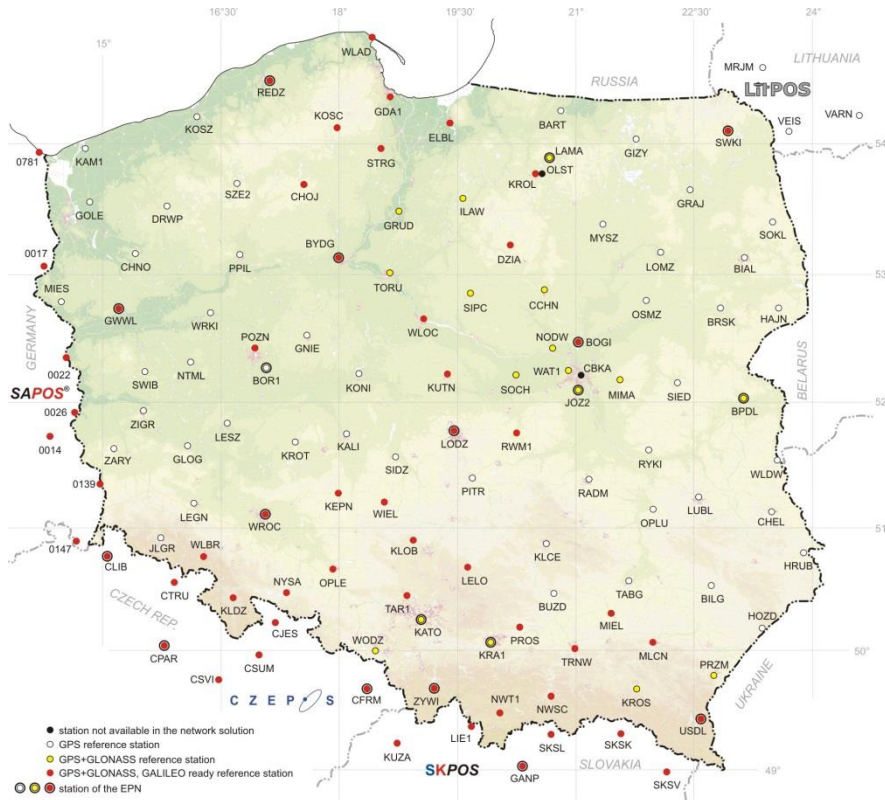 16°30' 18° 19°30' 21° 22°30' 24°
15°
WLAD
LITHUANIA
MRJM
RUSSIA
LitPOS
REDZ
GDA1
KOSZ
KOSC
ELBL
BART
VARN
VEIS
SWKI
54°
0781
KAM1
STRG
LAMA
GIZY
OLST
KROL
SZE2
CHOJ
GRAJ
GOLE
DRWP
ILAW
GRUD
MYSZ
SOKL
BYDG
DZIA
0017
CHNO
PPIL
LOMZ
BIAL
MIES
TORU
CCHN
SIPC
OSMZ
BRSK
HAJN
GWWL
WRKI
WLOC
GERMANY
POZN
GNIE
NODW
BOGI
0022
NTML
BOR1
KONI
KUTN
SOCH
WAT1
CBKA
MIMA
BELARUS
SWIB
SIED
SAPOS®
JOZ2
BPDL
52°
0026
ZIGR
LESZ
0014
GLOG
KROT
KALI
LODZ
RWM1
ZARY
SIDZ
RYKI
WLDW
0139
PITR
RADM
KEPN
WIEL
LUBL
LEGN
WROC
OPLU
CHEL
0147
JLGR
WLBR
KLOB
KLCE
CLIB
HRUB
OPLE
LELO
CTRU
NYSA
TAR1
BUZD
TABG
BILG
KLDZ
HOZD
CZECH REP.
CJES
KATO
PROS
MIEL
WODZ
KRA1
TRNW
MLCN
50°
CPAR
CSUM
PRZM
CSVI
UKRAINE
CZEPOS
CFRM
ZYWI
NWT1
NWSC
KROS
USDL
LIE1
SKSL
SKSK
KUZA
SKPOS
GANP
SLOVAKIA
SKSV
49°
station not available in the network solution
GPS reference station
GPS+GLONASS reference station
GPS+GLONASS, GALILEO ready reference station
station of the EPN